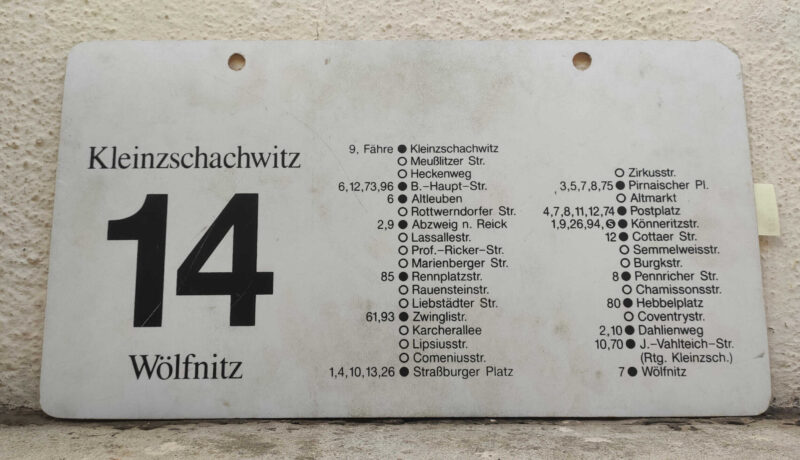 Kleinzschachwitz
14
Wölfnitz
9, Fähre ● Kleinzschachwitz
○ Meußlitzer Str.
○ Heckenweg
6,12,73,96 ● B.-Haupt-Str.
6 ● Altleuben
○ Rottwerndorfer Str.
2,9 ● Abzweig n. Reick
○ Lassallestr.
○ Prof.-Ricker-Str.
○ Marienberger Str.
85 ● Rennplatzstr.
○ Rauensteinstr.
○ Liebstädter Str.
61,93 ● Zwinglistr.
○ Karcherallee
○ Lipsiusstr.
○ Comeniusstr.
1,4,10,13,26 ● Straßburger Platz
○ Zirkusstr.
3,5,7,8,75 ● Pirnaischer Pl.
○ Altmarkt
4,7,8,11,12,74 ● Postplatz
1,9,26,94,Ⓢ ● Könneritzstr.
12 ● Cottaer Str.
○ Semmelweisstr.
○ Burgkstr.
8 ● Pennricher Str.
○ Chamissonsstr.
80 ● Hebbelplatz
○ Coventrystr.
2,10 ● Dahlienweg
10,70 ● J.-Vahlteich-Str.
(Rtg. Kleinzsch.)
7 ● Wölfnitz